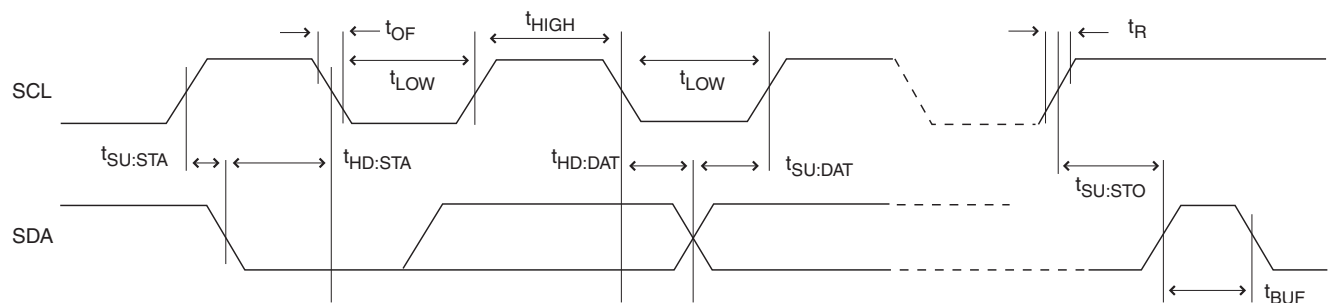 tOF
tHIGH
tR
SCL
tLOW
tLOW
tSU:STA
tHD:STA
tHD:DAT
tSU:DAT
tSU:STO
SDA
tBUF